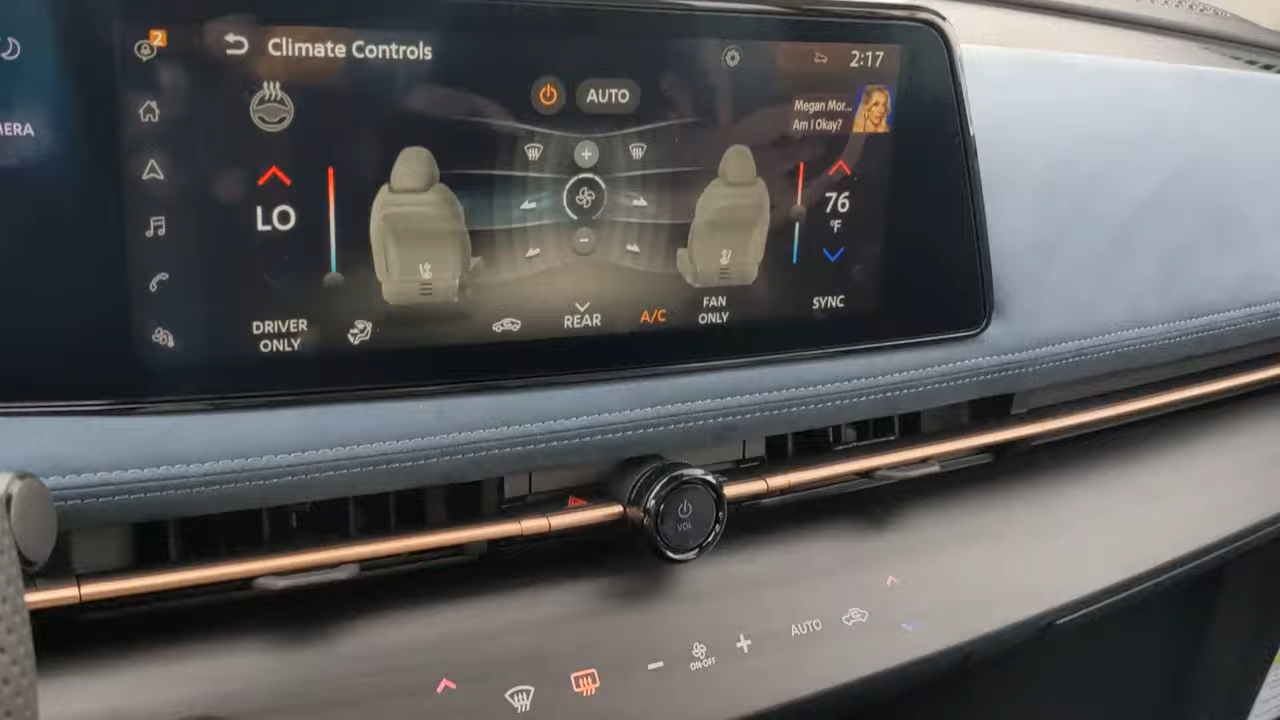 2
Climate Controls
2:17
MERA
AUTO
Megan Mor...
Am I Okay?
LO
76
°F
DRIVER
ONLY
REAR
A/C
FAN
ONLY
SYNC
VOL
ON·OFF
AUTO